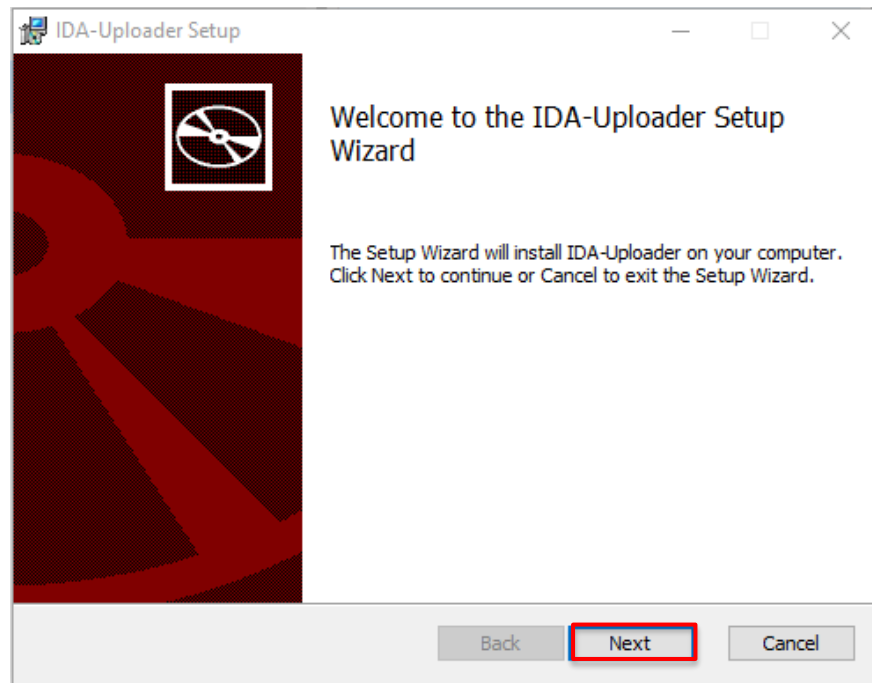 IDA-Uploader Setup
Welcome to the IDA-Uploader Setup
Wizard
The Setup Wizard will install IDA-Uploader on your computer.
Click Next to continue or Cancel to exit the Setup Wizard.
Back Next Cancel